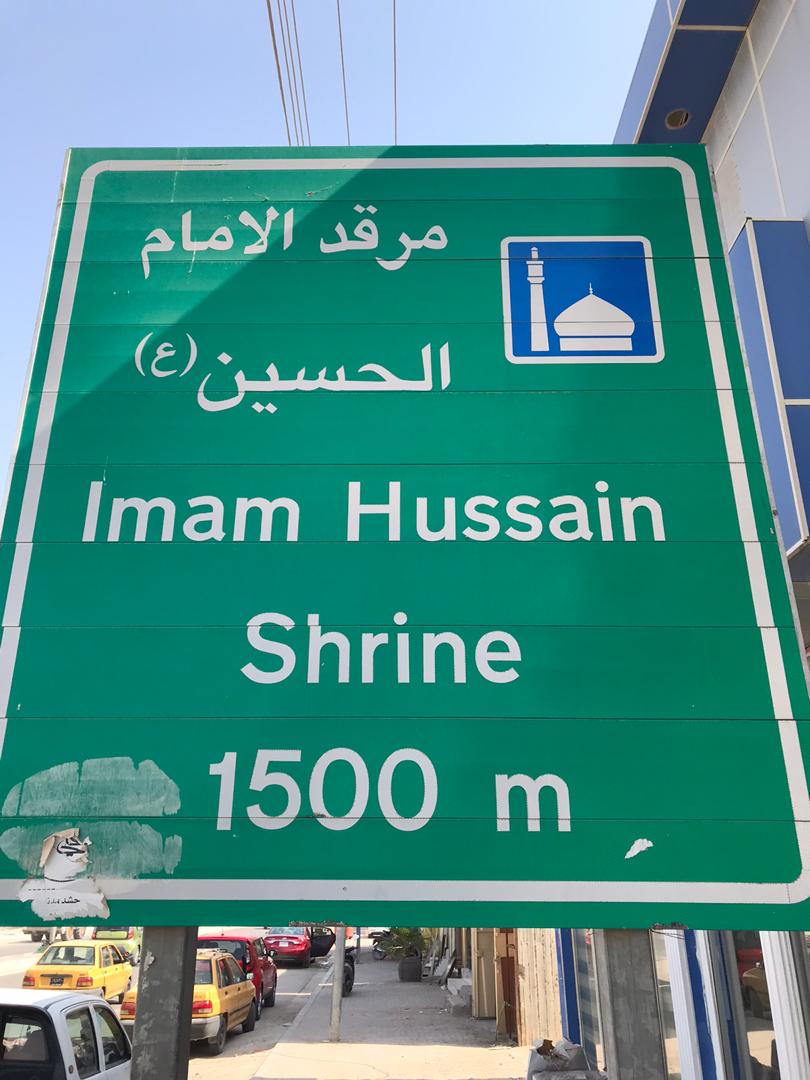 مرقد الامام
الحسين (ع)
Imam Hussain
Shrine
1500 m